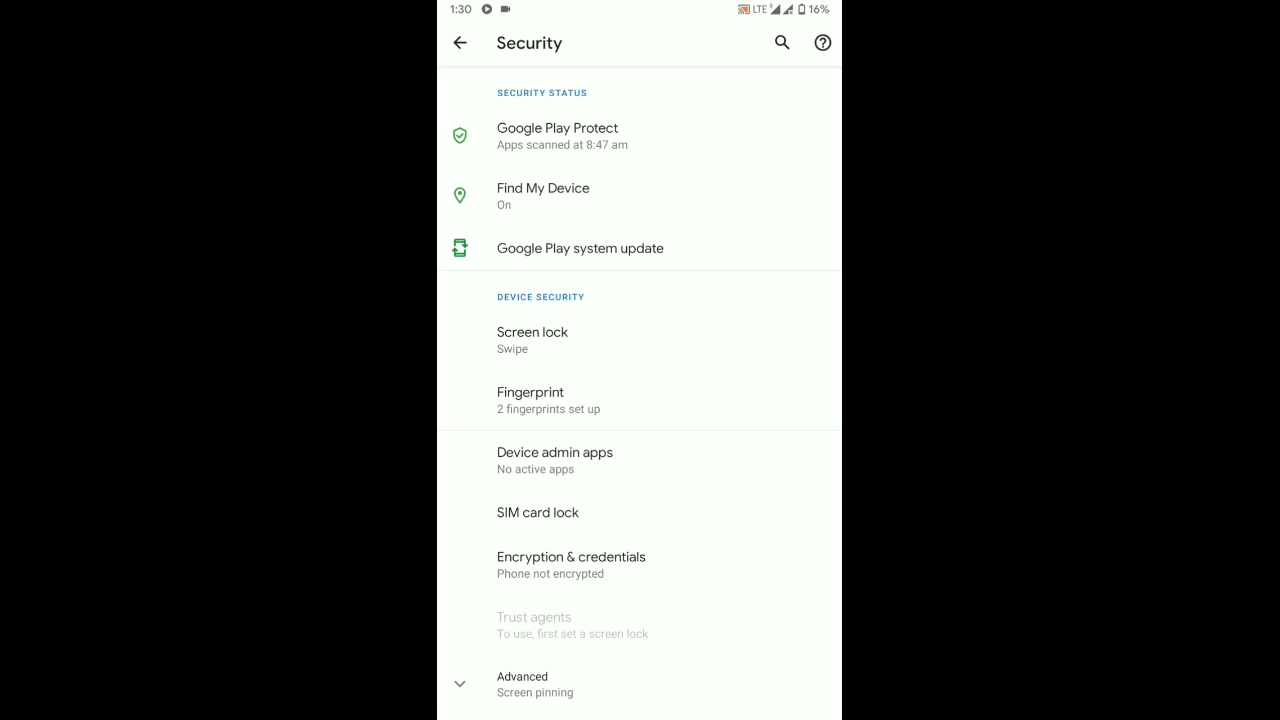 1:30
LTE
16%
Security
SECURITY STATUS
Google Play Protect
Apps scanned at 8:47 am
Find My Device
On
Google Play system update
DEVICE SECURITY
Screen lock
Swipe
Fingerprint
2 fingerprints set up
Device admin apps
No active apps
SIM card lock
Encryption & credentials
Phone not encrypted
Trust agents
To use, first set a screen lock
Advanced
Screen pinning